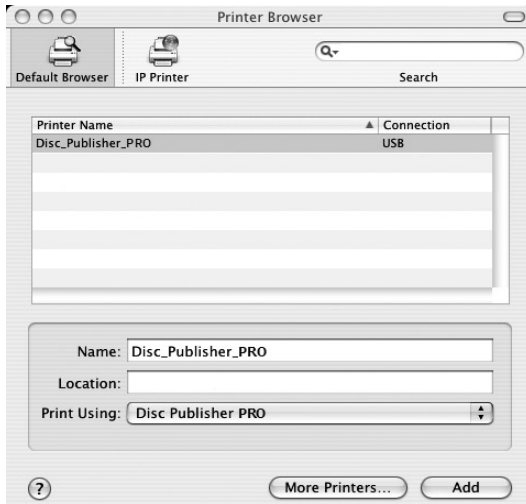 Printer Browser
Default Browser
IP Printer
Search
Printer Name Connection
Disc_Publisher_PRO USB
Name: Disc_Publisher_PRO
Location:
Print Using: Disc Publisher PRO
? More Printers... Add